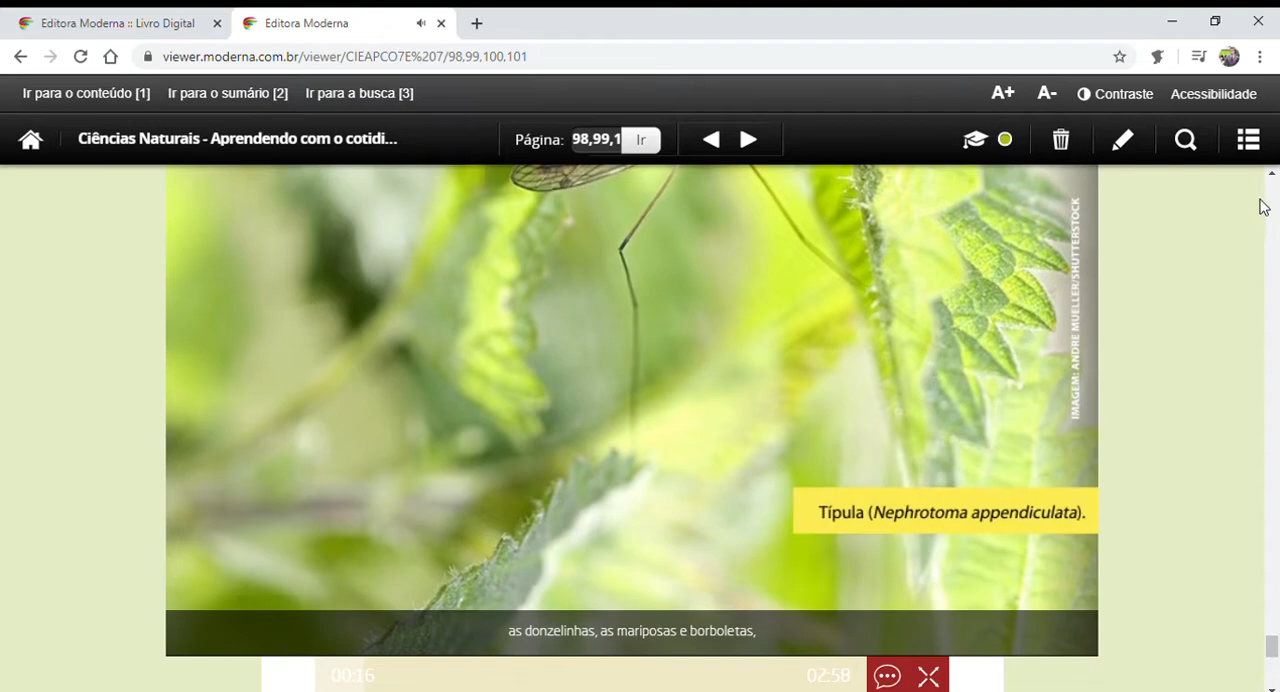 Editora Moderna :: Livro Digital
Editora Moderna
viewer.moderna.com.br/viewer/CIEAPCO7E%207/98,99,100,101
Ir para o conteúdo [1] Ir para o sumário [2] Ir para a busca [3]
A+ A- Contraste Acessibilidade
Ciências Naturais - Aprendendo com o cotidi...
Página: 98,99,1 Ir
IMAGEM: ANDRE MUELLER/SHUTTERSTOCK
Típula (Nephrotoma appendiculata).
as donzelinhas, as mariposas e borboletas,
00:16 02:58